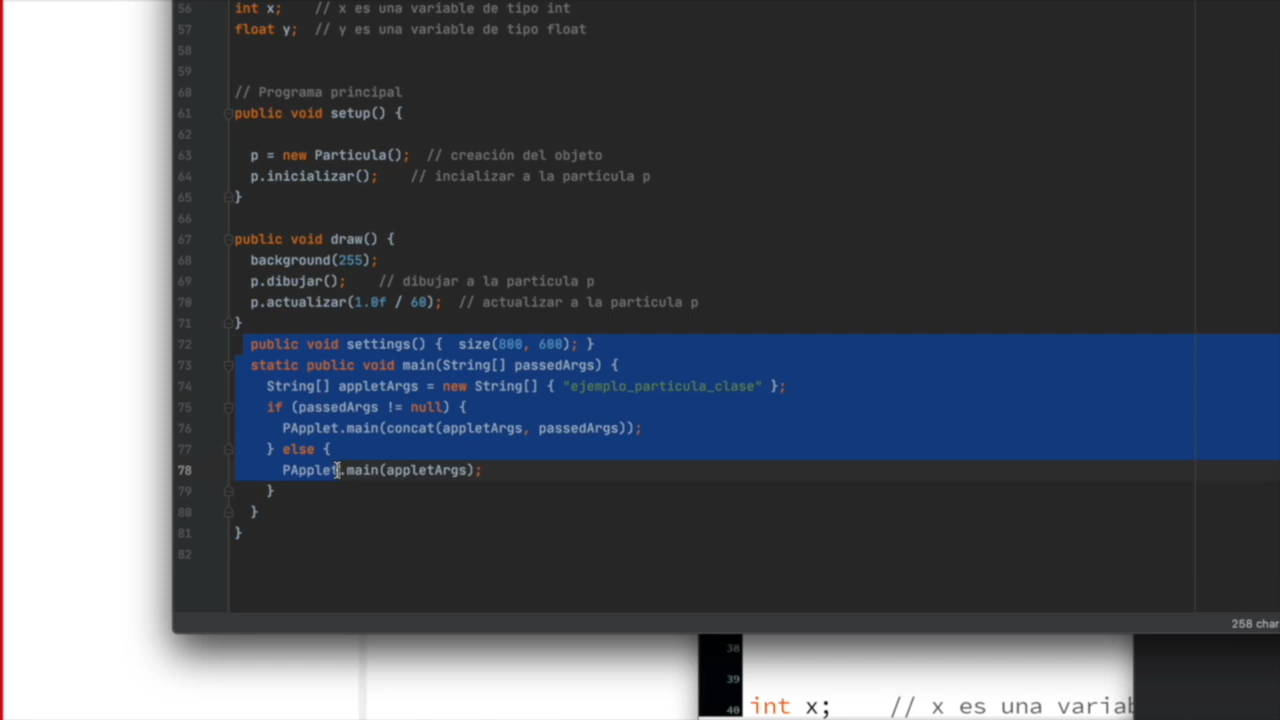 56 int x;    // x es una variable de tipo int
57 float y;  // y es una variable de tipo float
58
59
60 // Programa principal
61 public void setup() {
62
63   p = new Particula();  // creación del objeto
64   p.inicializar();    // incializar a la partícula p
65 }
66
67 public void draw() {
68   background(255);
69   p.dibujar();    // dibujar a la partícula p
70   p.actualizar(1.0f / 60);  // actualizar a la partícula p
71 }
72   public void settings() {  size(800, 600); }
73   static public void main(String[] passedArgs) {
74     String[] appletArgs = new String[] { "ejemplo_particula_clase" };
75     if (passedArgs != null) {
76       PApplet.main(concat(appletArgs, passedArgs));
77     } else {
78       PApplet.main(appletArgs);
79     }
80   }
81 }
82
258 char
38
39
40 int x;    // x es una variab